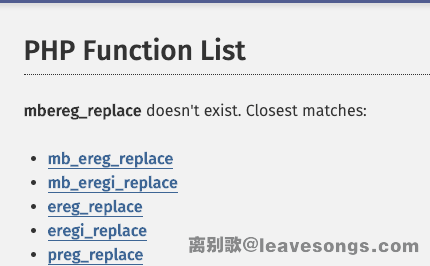 PHP Function List
mbereg_replace doesn't exist. Closest matches:
mb_ereg_replace
mb_eregi_replace
ereg_replace
eregi_replace
preg_replace
离别歌@leavesongs.com